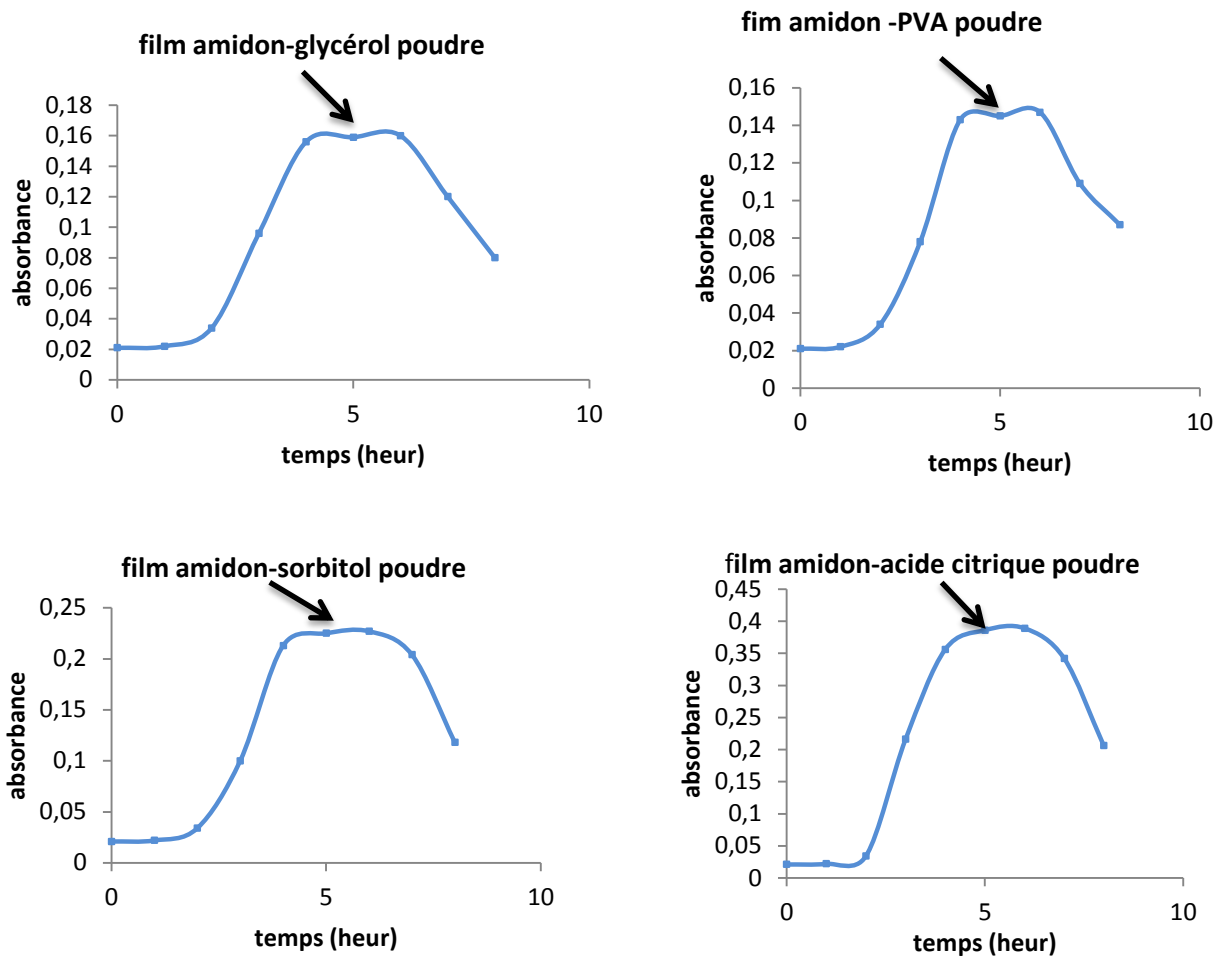 film amidon-glycérol poudre
0,18
0,16
0,14
0,12
0,1
0,08
0,06
0,04
0,02
0
absorbance
0 5 10
temps (heur)
fim amidon -PVA poudre
0,16
0,14
0,12
0,1
0,08
0,06
0,04
0,02
0
absorbance
0 5 10
temps (heur)
film amidon-sorbitol poudre
0,25
0,2
0,15
0,1
0,05
0
absorbance
0 5 10
temps (heur)
film amidon-acide citrique poudre
0,45
0,4
0,35
0,3
0,25
0,2
0,15
0,1
0,05
0
absorbance
0 5 10
temps (heur)